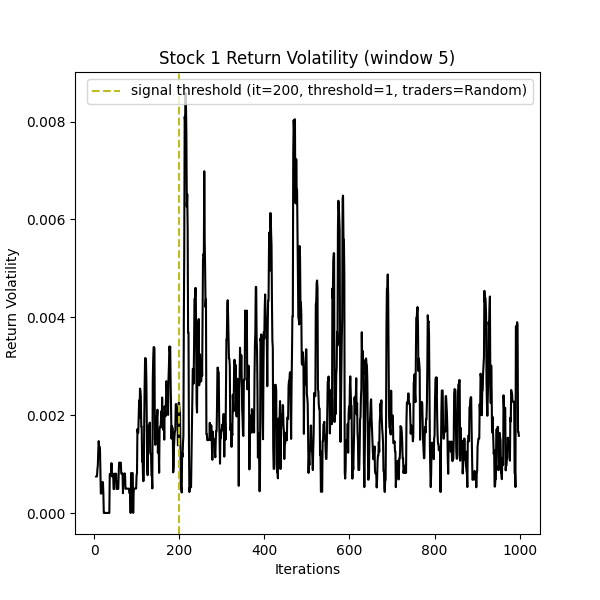 Stock 1 Return Volatility (window 5)
signal threshold (it=200, threshold=1, traders=Random)
0.008
0.006
0.004
0.002
0.000
Return Volatility
0 200 400 600 800 1000
Iterations